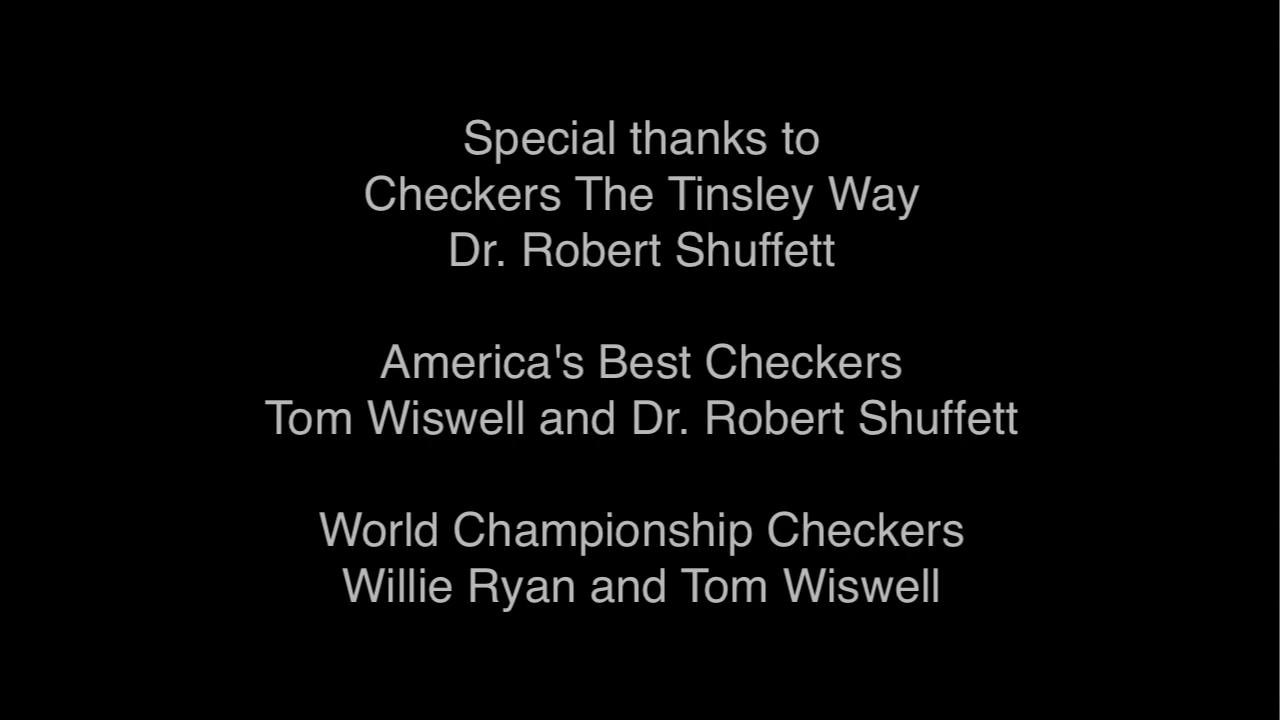 Special thanks to
Checkers The Tinsley Way
Dr. Robert Shuffett
America's Best Checkers
Tom Wiswell and Dr. Robert Shuffett
World Championship Checkers
Willie Ryan and Tom Wiswell